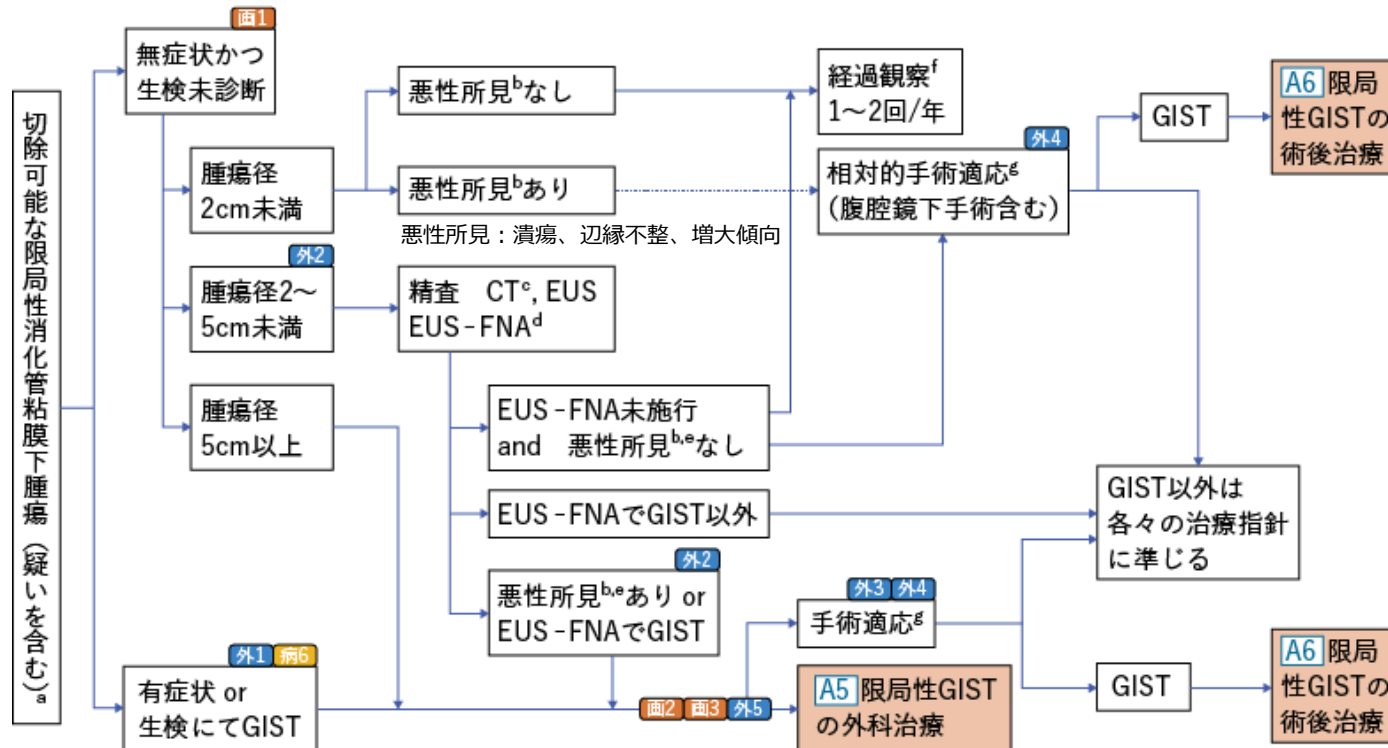 切除可能な限局性消化管粘膜下腫瘍（疑いを含む）a
画1
無症状かつ
生検未診断
腫瘍径
2cm未満
外2
腫瘍径2～
5cm未満
腫瘍径
5cm以上
外1 病6
有症状 or
生検にてGIST
悪性所見bなし
悪性所見bあり
悪性所見：潰瘍、辺縁不整、増大傾向
精査　CTc, EUS
EUS-FNAd
EUS-FNA未施行
and　悪性所見b,eなし
EUS-FNAでGIST以外
外2
悪性所見b,eあり or
EUS-FNAでGIST
画2 画3 外5
経過観察f
1～2回/年
外4
相対的手術適応g
（腹腔鏡下手術含む）
GIST
A6 限局
性GISTの
術後治療
GIST以外は
各々の治療指針
に準じる
外3 外4
手術適応g
A5 限局性GIST
の外科治療
GIST
A6 限局
性GISTの
術後治療